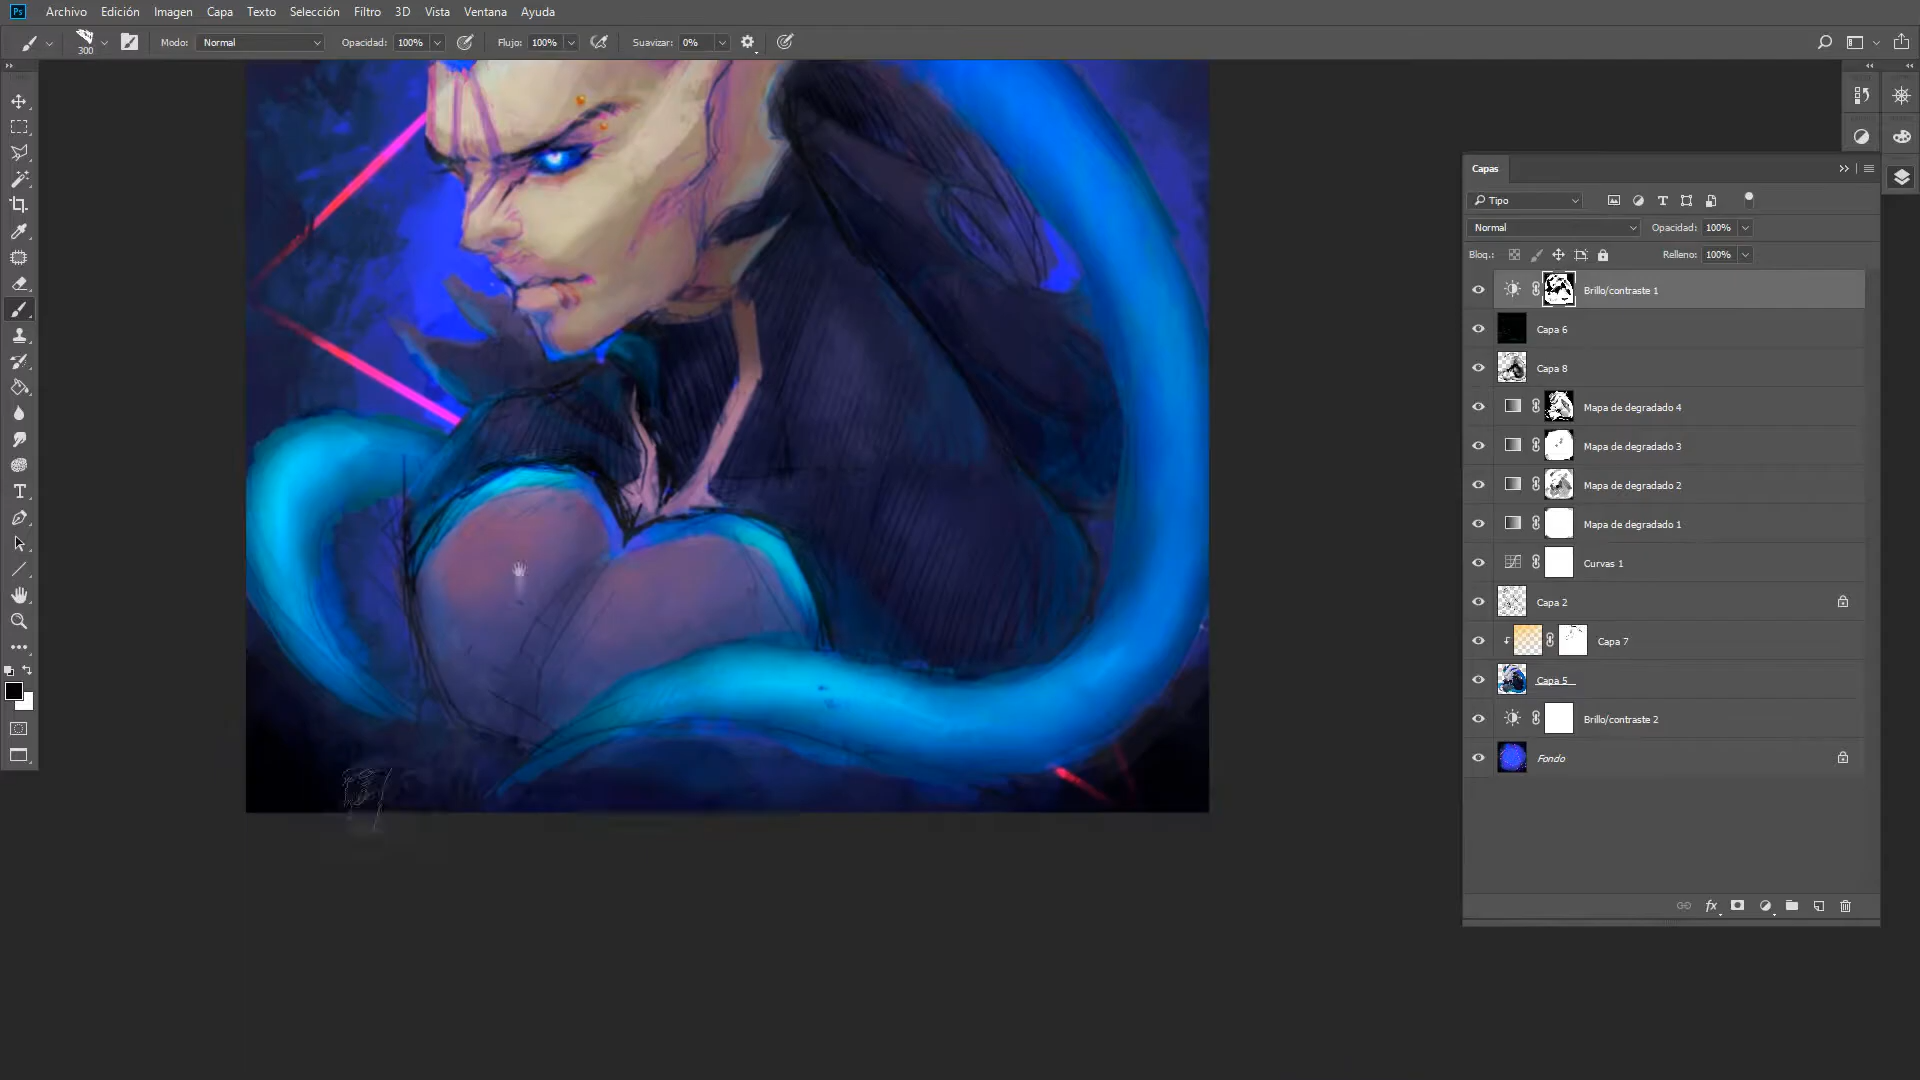 Ps Archivo Edición Imagen Capa Texto Selección Filtro 3D Vista Ventana Ayuda
300 Modo: Normal Opacidad: 100% Flujo: 100% Suavizar: 0%
Capas
Tipo
Normal Opacidad: 100%
Bloq.: Relleno: 100%
Brillo/contraste 1
Capa 6
Capa 8
Mapa de degradado 4
Mapa de degradado 3
Mapa de degradado 2
Mapa de degradado 1
Curvas 1
Capa 2
Capa 7
Capa 5
Brillo/contraste 2
Fondo
fx